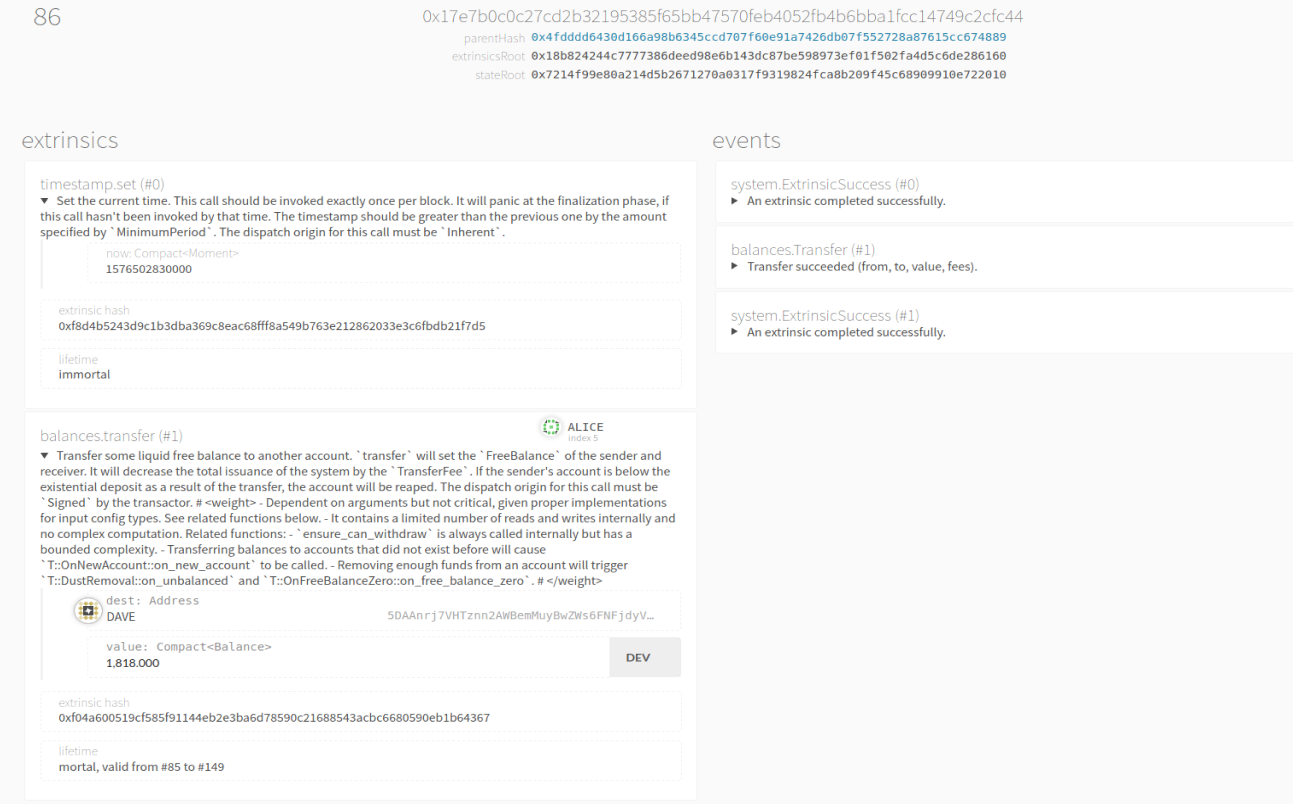 86
0x17e7b0c0c27cd2b32195385f65bb47570feb4052fb4b6bba1fcc14749c2cfc44
parentHash 0x4fdddd6430d166a98b6345ccd707f60e91a7426db07f552728a87615cc674889
extrinsicsRoot 0x18b824244c7777386deed98e6b143dc87be598973ef01f502fa4d5c6de286160
stateRoot 0x7214f99e80a214d5b2671270a0317f9319824fca8b209f45c68909910e722010
extrinsics
timestamp.set (#0)
▼ Set the current time. This call should be invoked exactly once per block. It will panic at the finalization phase, if
this call hasn't been invoked by that time. The timestamp should be greater than the previous one by the amount
specified by `MinimumPeriod`. The dispatch origin for this call must be `Inherent`.
now: Compact<Moment>
1576502830000
extrinsic hash
0xf8d4b5243d9c1b3dba369c8eac68fff8a549b763e212862033e3c6fbdb21f7d5
lifetime
immortal
balances.transfer (#1)
ALICE
index 5
▼ Transfer some liquid free balance to another account. `transfer` will set the `FreeBalance` of the sender and
receiver. It will decrease the total issuance of the system by the `TransferFee`. If the sender's account is below the
existential deposit as a result of the transfer, the account will be reaped. The dispatch origin for this call must be
`Signed` by the transactor. # <weight> - Dependent on arguments but not critical, given proper implementations
for input config types. See related functions below. - It contains a limited number of reads and writes internally and
no complex computation. Related functions: - `ensure_can_withdraw` is always called internally but has a
bounded complexity. - Transferring balances to accounts that did not exist before will cause
`T::OnNewAccount::on_new_account` to be called. - Removing enough funds from an account will trigger
`T::DustRemoval::on_unbalanced` and `T::OnFreeBalanceZero::on_free_balance_zero`. # </weight>
dest: Address
DAVE 5DAAnrj7VHTznn2AWBemMuyBwZWs6FNFjdyV…
value: Compact<Balance>
1,818.000
DEV
extrinsic hash
0xf04a600519cf585f91144eb2e3ba6d78590c21688543acbc6680590eb1b64367
lifetime
mortal, valid from #85 to #149
events
system.ExtrinsicSuccess (#0)
► An extrinsic completed successfully.
balances.Transfer (#1)
► Transfer succeeded (from, to, value, fees).
system.ExtrinsicSuccess (#1)
► An extrinsic completed successfully.